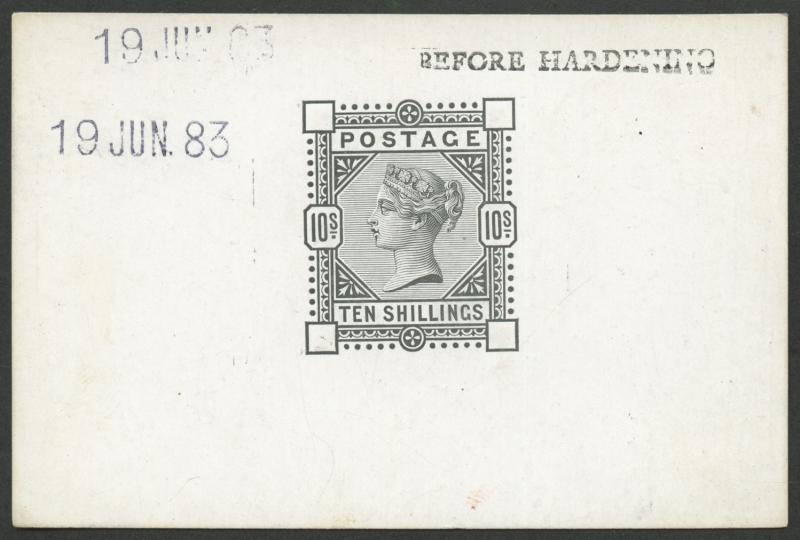 19 JUN 83
BEFORE HARDENING
19 JUN. 83
POSTAGE
10S. 10S.
TEN SHILLINGS